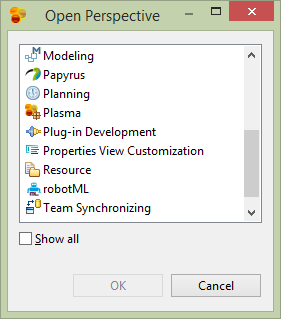 Open Perspective
Modeling
Papyrus
Planning
Plasma
Plug-in Development
Properties View Customization
Resource
robotML
Team Synchronizing
Show all
OK
Cancel